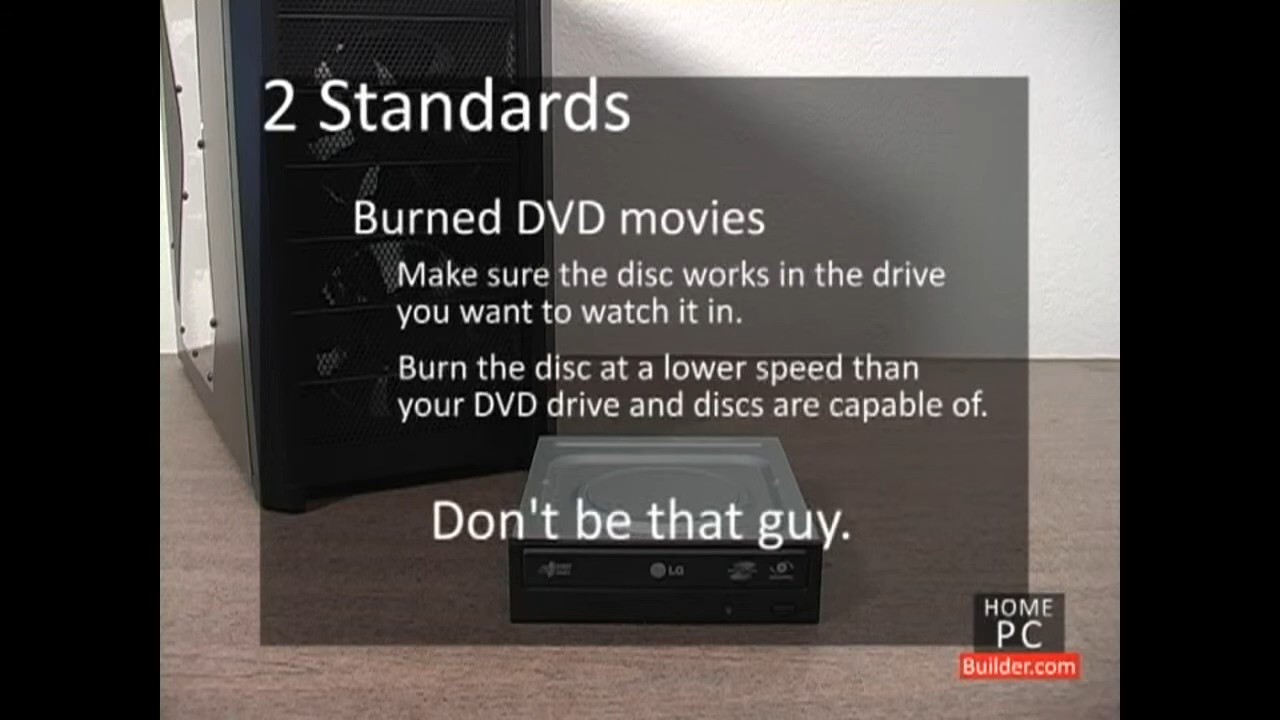 2 Standards
Burned DVD movies
Make sure the disc works in the drive
you want to watch it in.
Burn the disc at a lower speed than
your DVD drive and discs are capable of.
Don't be that guy.
LG
HOME
PC
Builder.com